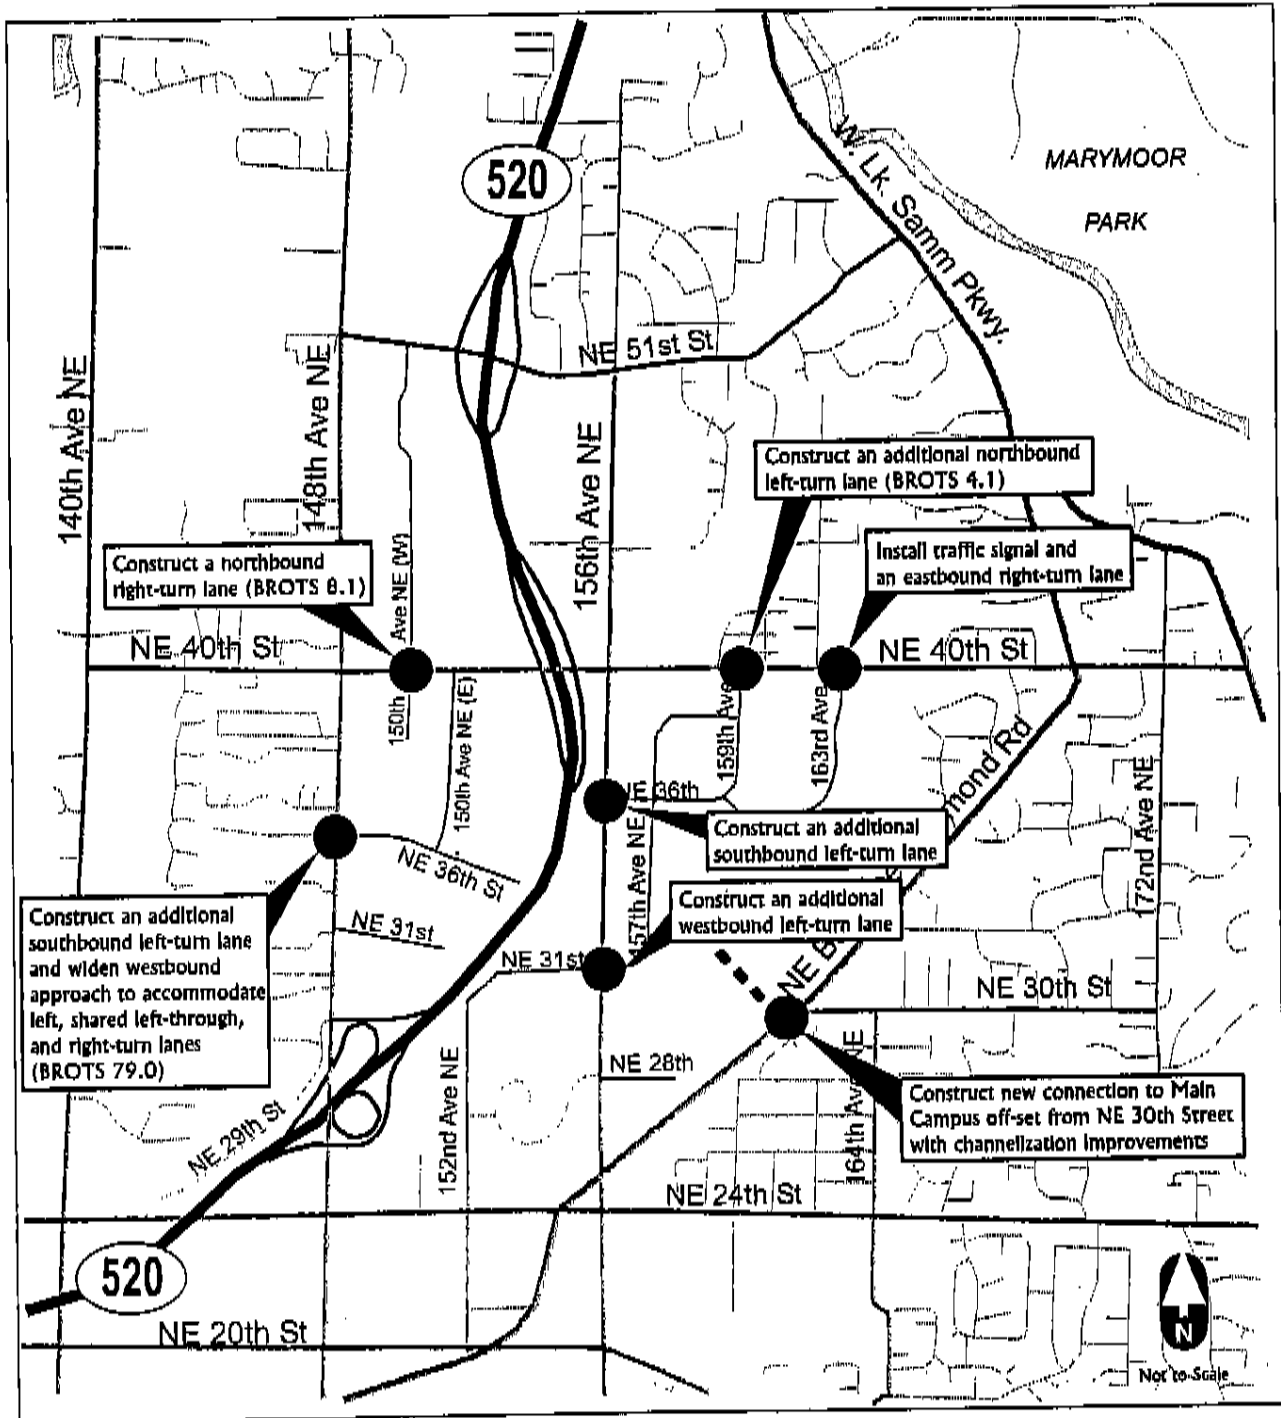 520
W. Lk. Samm Pkwy.
MARYMOOR
PARK
NE 51st St
140th Ave NE
148th Ave NE
156th Ave NE
Construct an additional northbound
left-turn lane (BROTS 4.1)
Install traffic signal and
an eastbound right-turn lane
Construct a northbound
right-turn lane (BROTS 8.1)
Ave NE (W)
NE 40th St
NE 40th St
150th
150th Ave NE (E)
159th Ave
163rd Ave
mond Rd
172nd Ave NE
36th
Construct an additional
southbound left-turn lane
157th Ave NE
NE 36th St
Construct an additional
westbound left-turn lane
Construct an additional
southbound left-turn lane
and widen westbound
approach to accommodate
left, shared left-through,
and right-turn lanes
(BROTS 79.0)
NE 31st
NE 31st
NE
NE 30th St
152nd Ave NE
NE 28th
164th Ave NE
Construct new connection to Main
Campus off-set from NE 30th Street
with channelization improvements
NE 29th St
NE 24th St
520
NE 20th St
N
Not to Scale